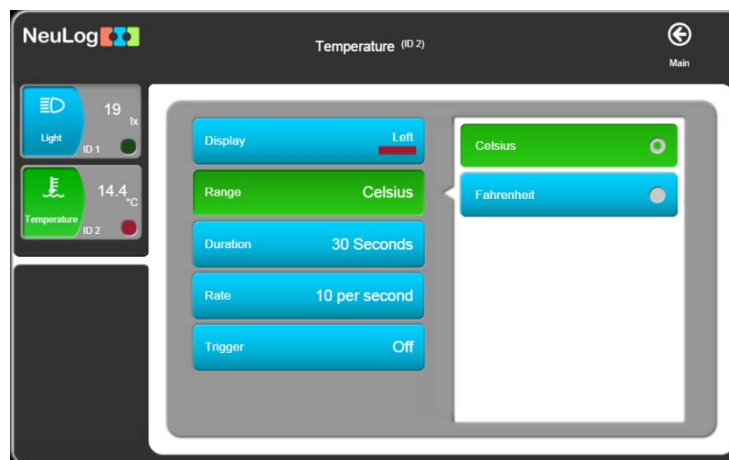 NeuLog
Temperature (ID 2)
Main
19
lx
Light
ID 1
14.4
°C
Temperature
ID 2
Display Left
Range Celsius
Duration 30 Seconds
Rate 10 per second
Trigger Off
Celsius
Fahrenheit